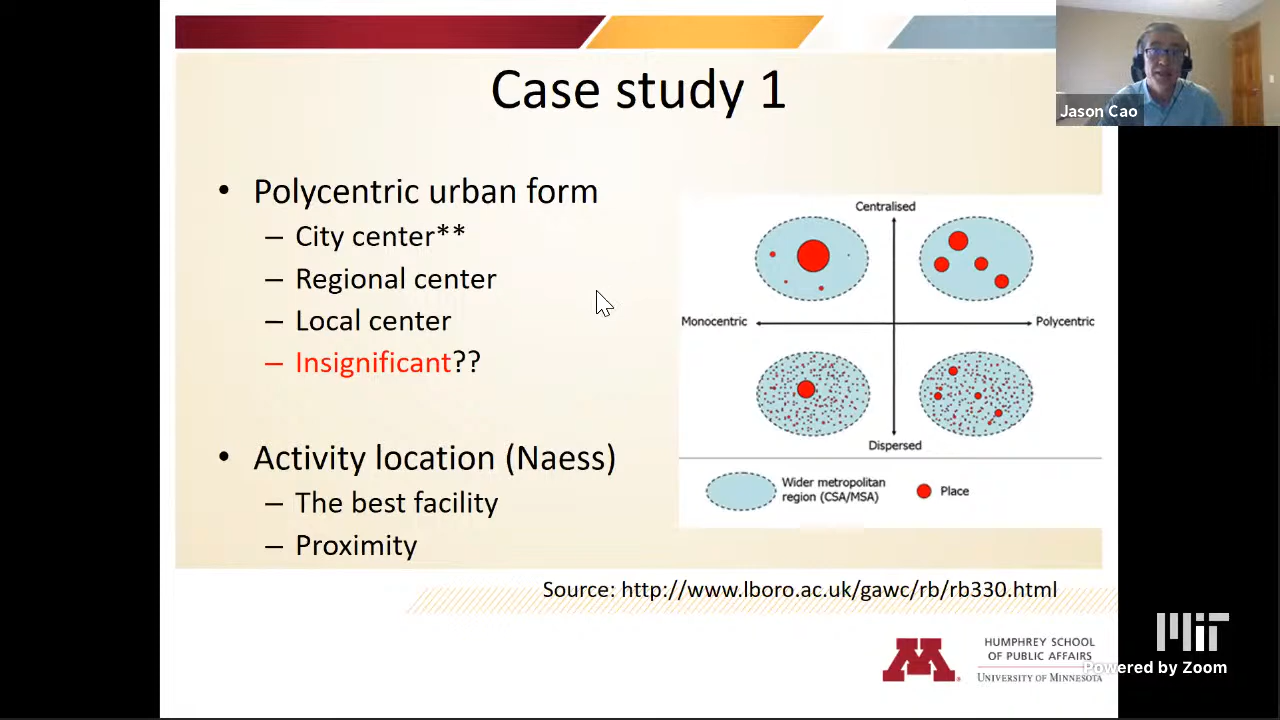 Case study 1
Jason Cao
• Polycentric urban form
– City center**
– Regional center
– Local center
– Insignificant??
• Activity location (Naess)
– The best facility
– Proximity
Centralised
Monocentric
Polycentric
Dispersed
Wider metropolitan
region (CSA/MSA)
Place
Source: http://www.lboro.ac.uk/gawc/rb/rb330.html
M
HUMPHREY SCHOOL
OF PUBLIC AFFAIRS
UNIVERSITY OF MINNESOTA
MIT
Powered by Zoom